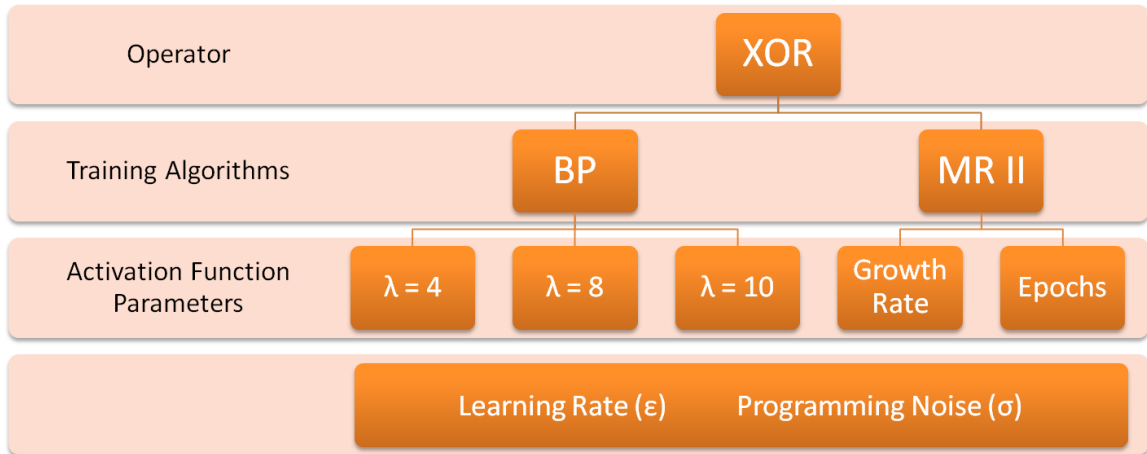 Operator
XOR
Training Algorithms
BP
MR II
Activation Function
Parameters
λ = 4
λ = 8
λ = 10
Growth
Rate
Epochs
Learning Rate (ε)
Programming Noise (σ)